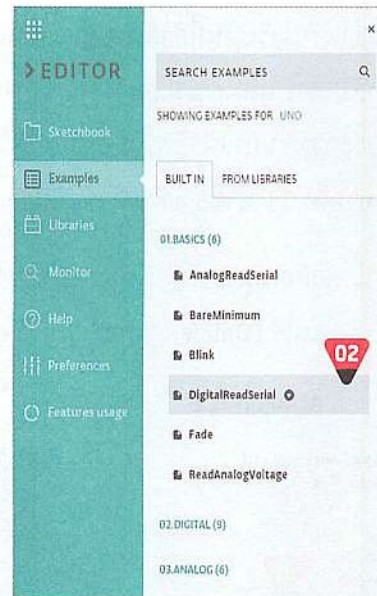 >EDITOR
Sketchbook
Examples
Libraries
Monitor
Help
Preferences
Features usage
SEARCH EXAMPLES
SHOWING EXAMPLES FOR UNO
BUILT IN FROM LIBRARIES
01.BASICS (6)
AnalogReadSerial
BareMinimum
Blink
02
DigitalReadSerial
Fade
ReadAnalogVoltage
02.DIGITAL (9)
03.ANALOG (6)